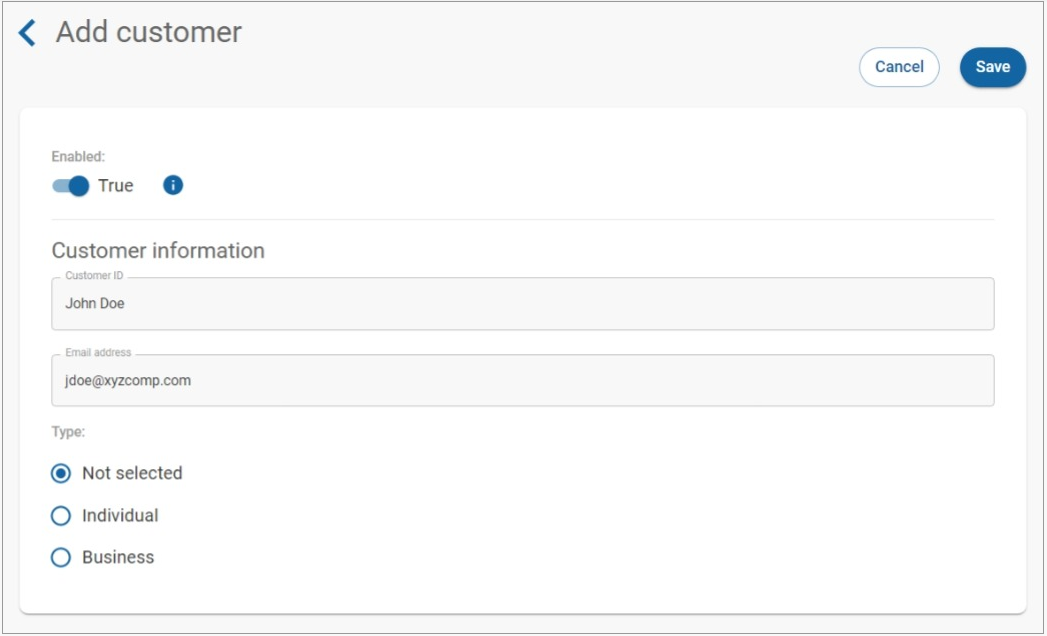 Add customer
Cancel
Save
Enabled:
True
Customer information
Customer ID
John Doe
Email address
jdoe@xyzcomp.com
Type:
Not selected
Individual
Business